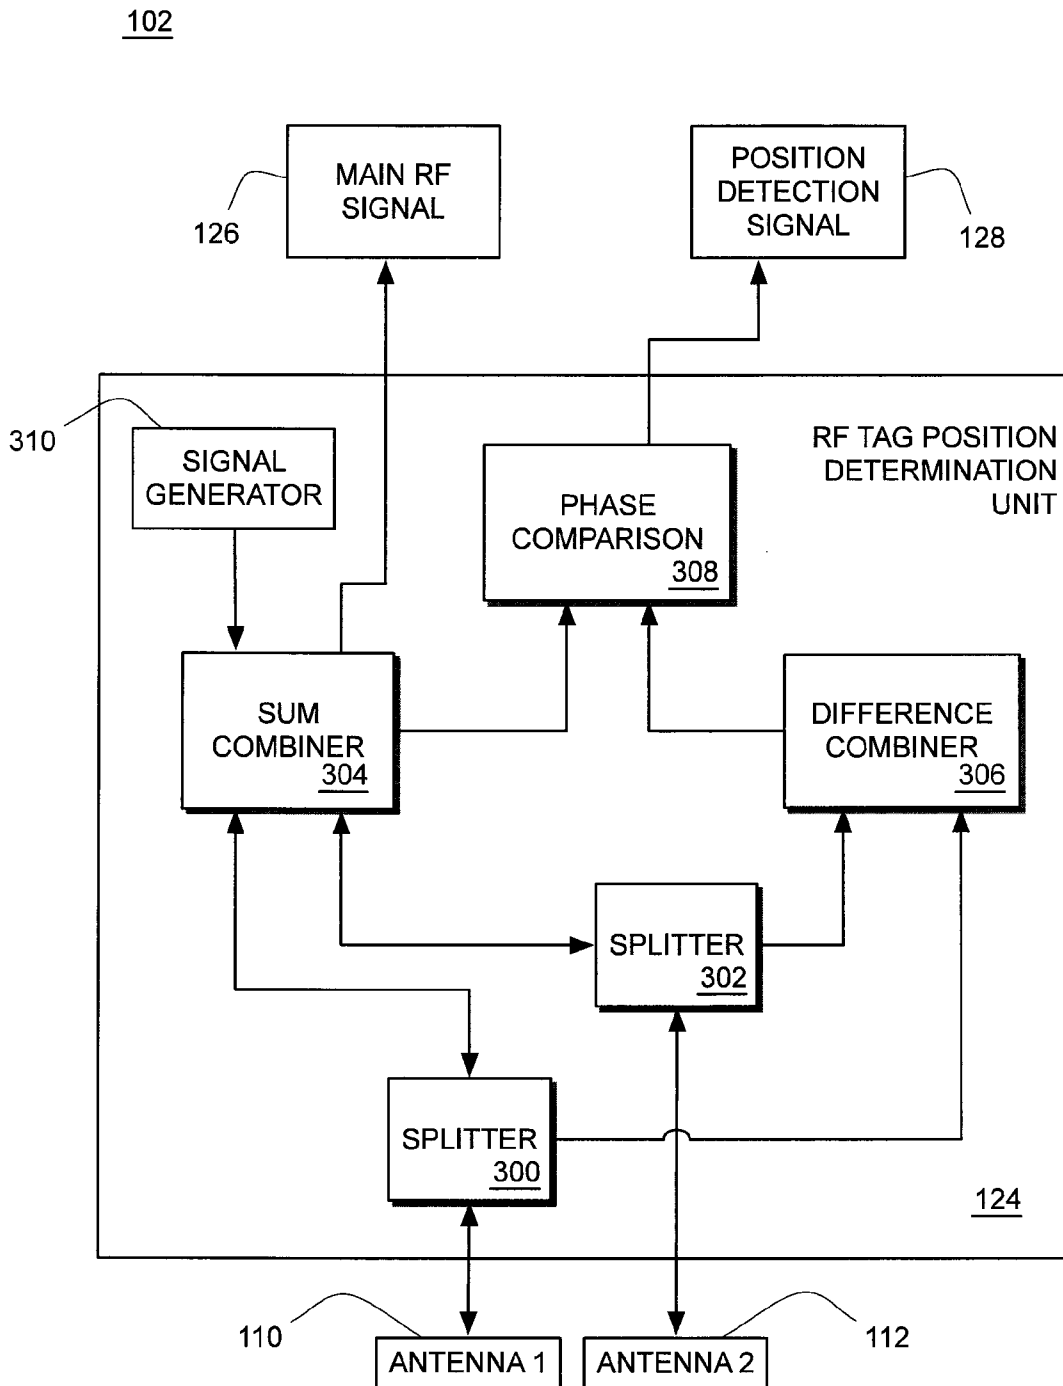 102
MAIN RF
SIGNAL
126
POSITION
DETECTION
SIGNAL
128
310
SIGNAL
GENERATOR
PHASE
COMPARISON
308
RF TAG POSITION
DETERMINATION
UNIT
SUM
COMBINER
304
DIFFERENCE
COMBINER
306
SPLITTER
302
SPLITTER
300
124
110
ANTENNA 1
ANTENNA 2
112